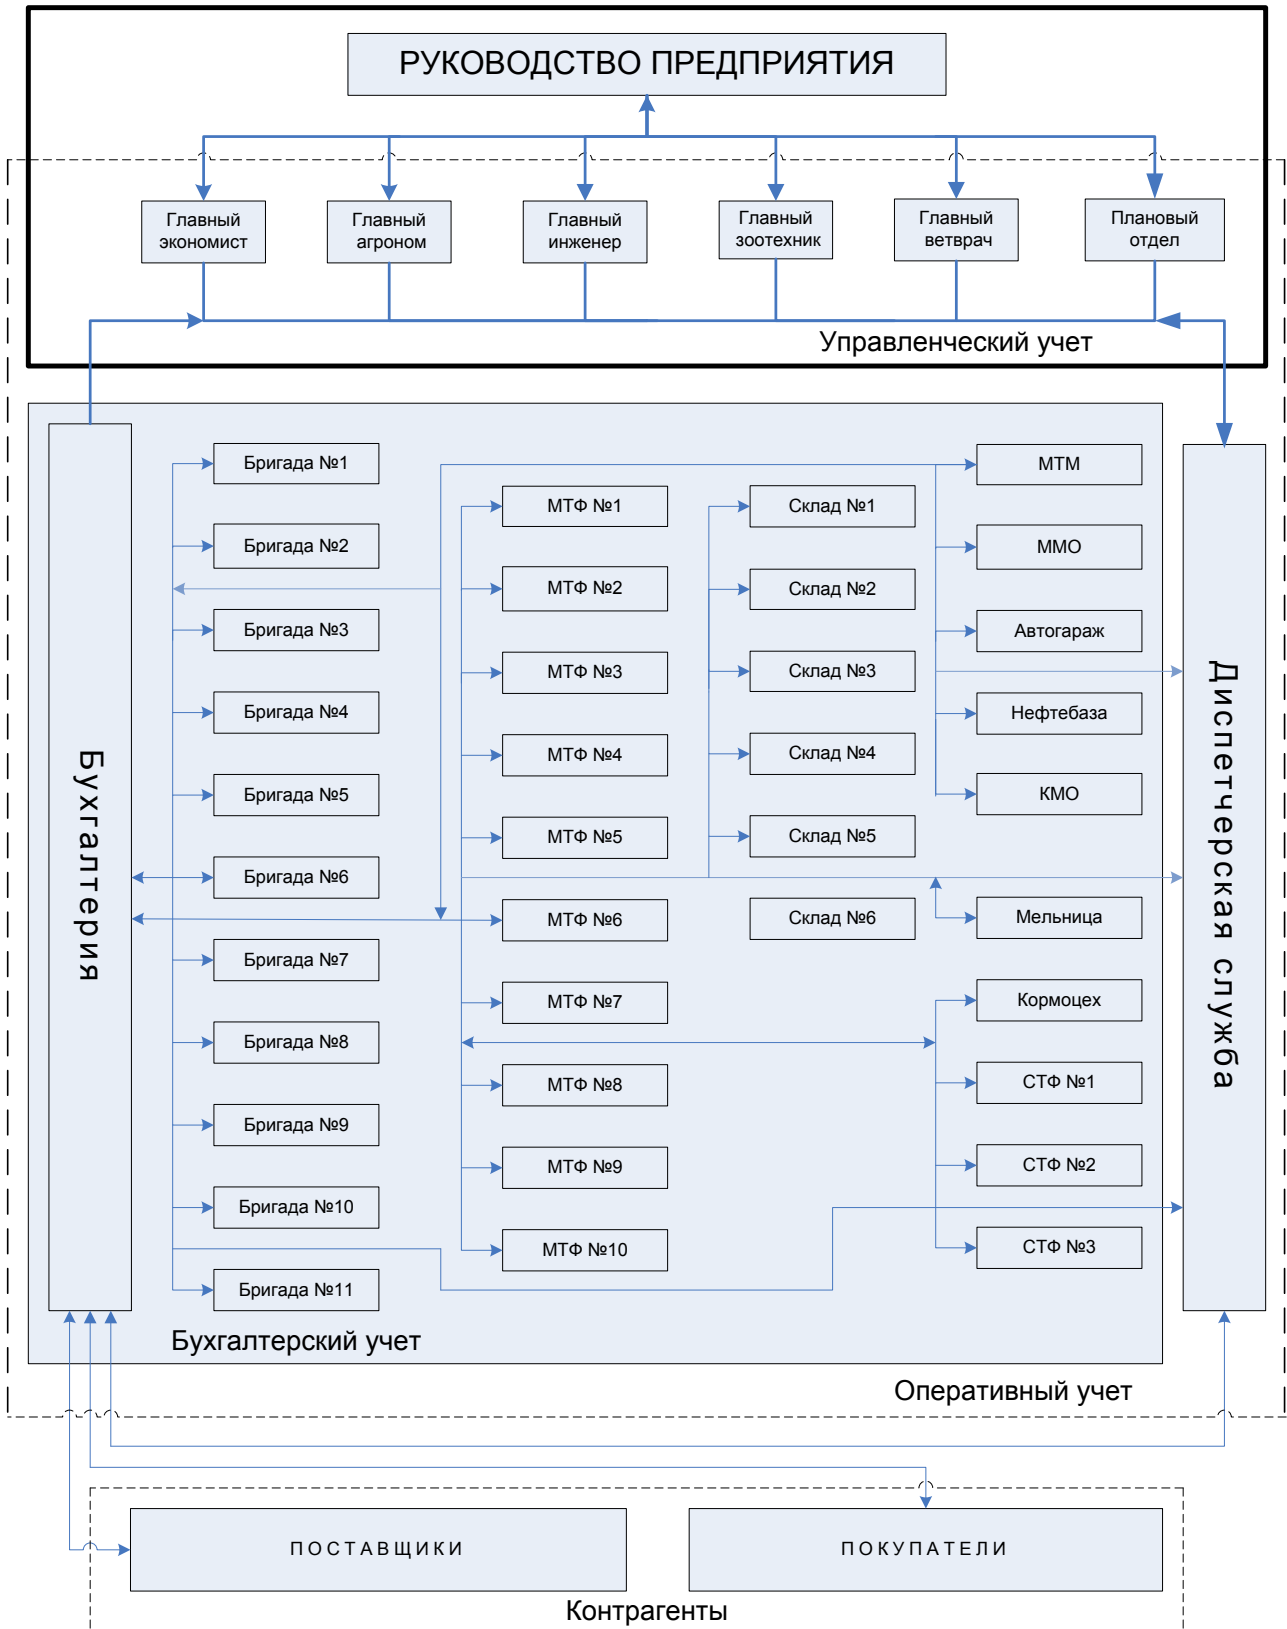 РУКОВОДСТВО ПРЕДПРИЯТИЯ
Главный
экономист
Главный
агроном
Главный
инженер
Главный
зоотехник
Главный
ветврач
Плановый
отдел
Управленческий учет
Бухгалтерия
Бригада №1
Бригада №2
Бригада №3
Бригада №4
Бригада №5
Бригада №6
Бригада №7
Бригада №8
Бригада №9
Бригада №10
Бригада №11
МТФ №1
МТФ №2
МТФ №3
МТФ №4
МТФ №5
МТФ №6
МТФ №7
МТФ №8
МТФ №9
МТФ №10
Склад №1
Склад №2
Склад №3
Склад №4
Склад №5
Склад №6
МТМ
ММО
Автогараж
Нефтебаза
КМО
Мельница
Кормоцех
СТФ №1
СТФ №2
СТФ №3
Диспетчерская служба
Бухгалтерский учет
Оперативный учет
ПОСТАВЩИКИ
ПОКУПАТЕЛИ
Контрагенты